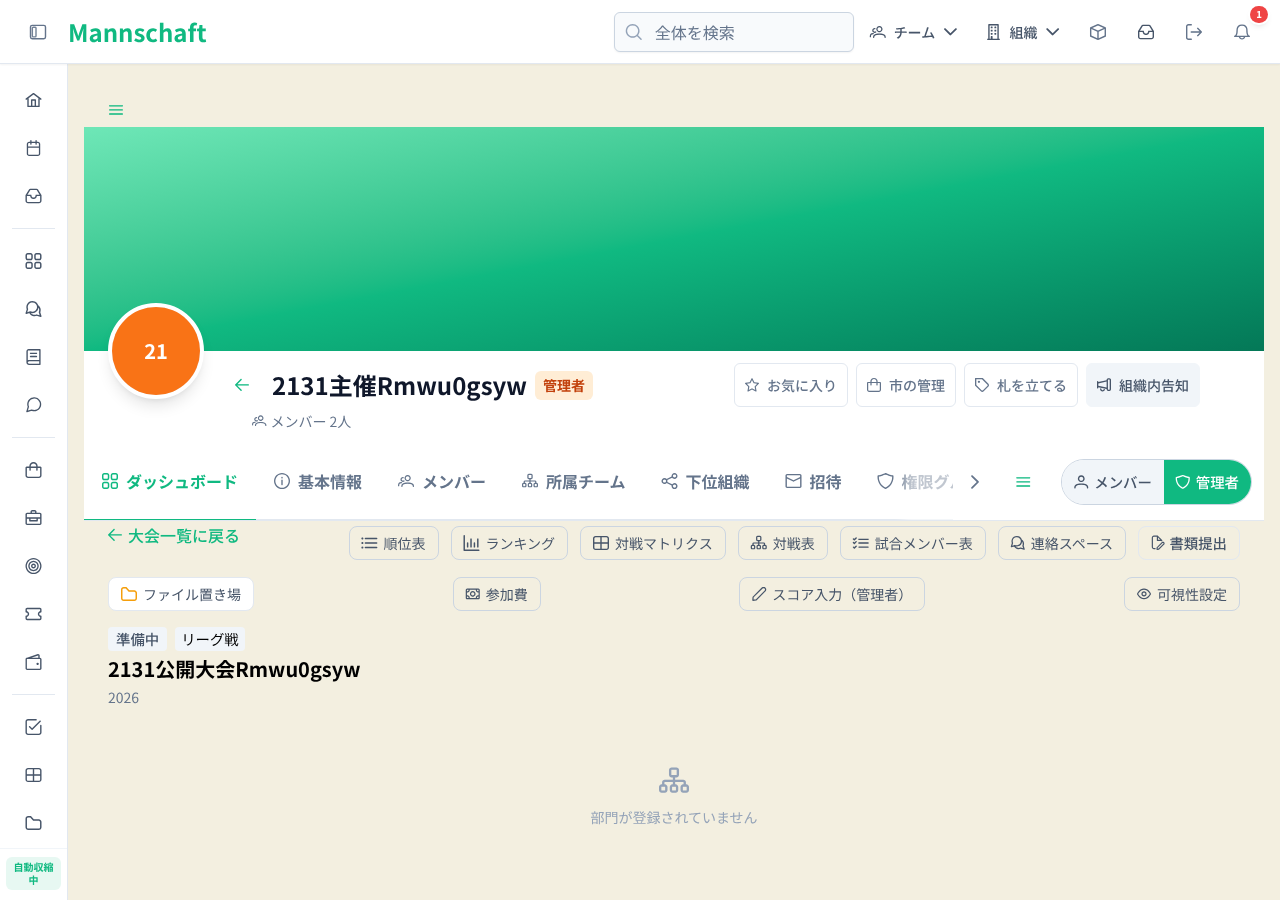 Mannschaft
全体を検索
チーム
組織
1
21
2131主催Rmwu0gsyw
管理者
メンバー 2人
お気に入り
市の管理
札を立てる
組織内告知
ダッシュボード
基本情報
メンバー
所属チーム
下位組織
招待
権限グ
メンバー
管理者
大会一覧に戻る
順位表
ランキング
対戦マトリクス
対戦表
試合メンバー表
連絡スペース
書類提出
ファイル置き場
参加費
スコア入力（管理者）
可視性設定
準備中
リーグ戦
2131公開大会Rmwu0gsyw
2026
部門が登録されていません
自動収縮
中